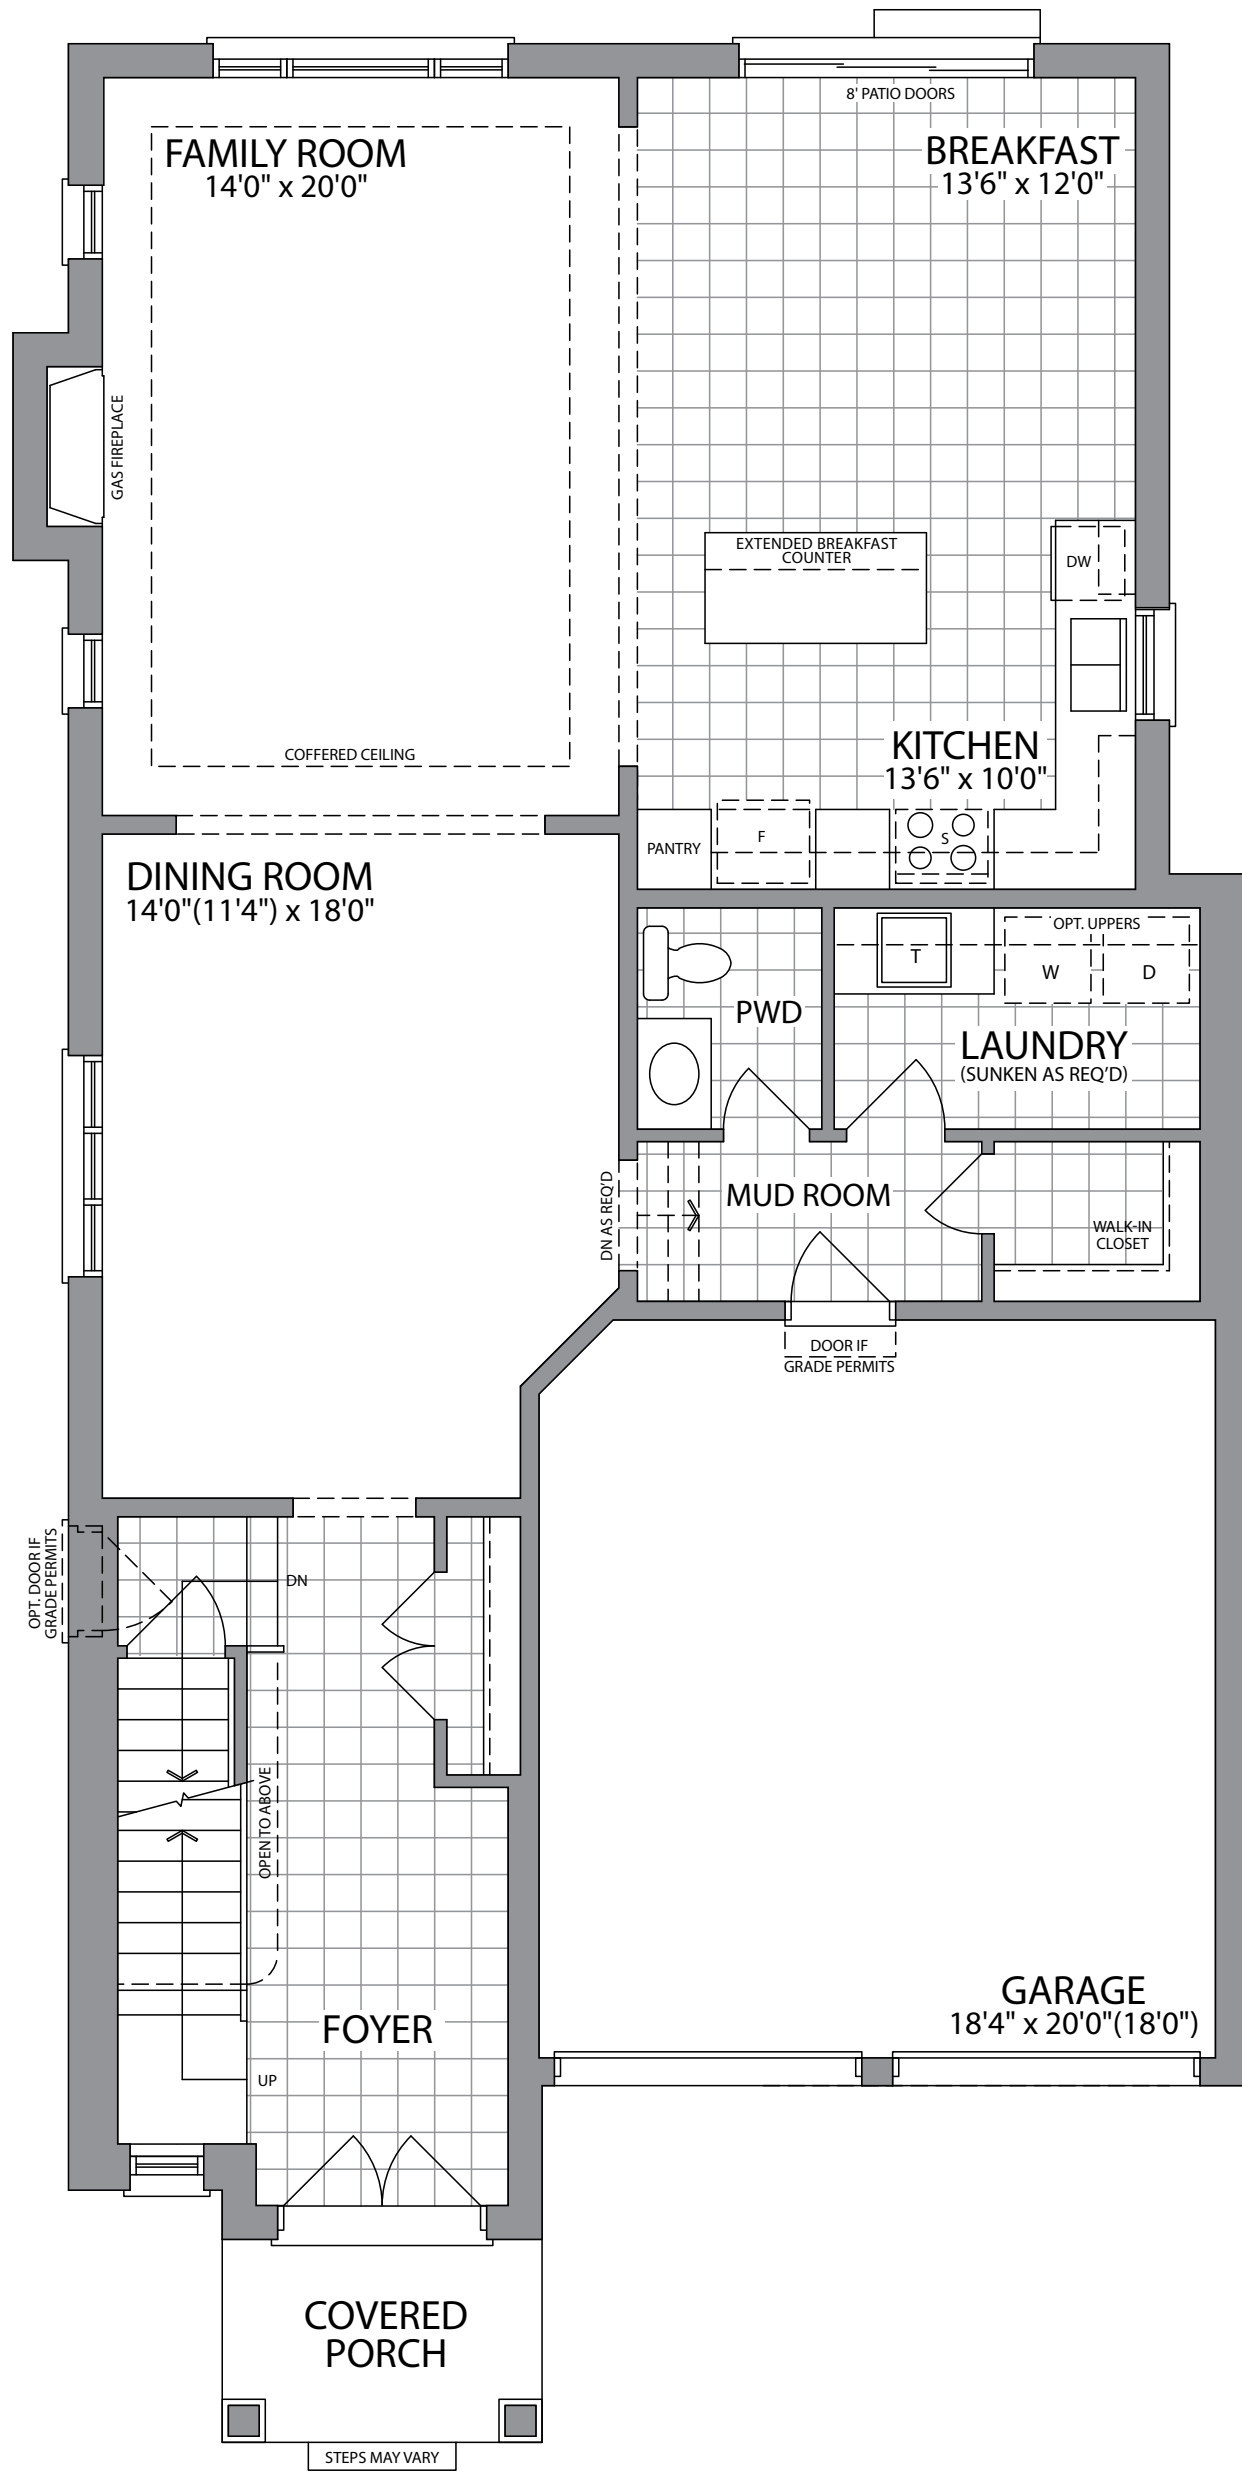 8' PATIO DOORS
FAMILY ROOM
14'0" x 20'0"
BREAKFAST
13'6" x 12'0"
GAS FIREPLACE
EXTENDED BREAKFAST
COUNTER
DW
KITCHEN
13'6" x 10'0"
COFFERED CEILING
PANTRY
F
S
DINING ROOM
14'0"(11'4") x 18'0"
OPT. UPPERS
T
W
D
PWD
LAUNDRY
(SUNKEN AS REQ'D)
DN AS REQ'D
MUD ROOM
WALK-IN
CLOSET
DOOR IF
GRADE PERMITS
OPT. DOOR IF
GRADE PERMITS
DN
OPEN TO ABOVE
GARAGE
18'4" x 20'0"(18'0")
FOYER
UP
COVERED
PORCH
STEPS MAY VARY